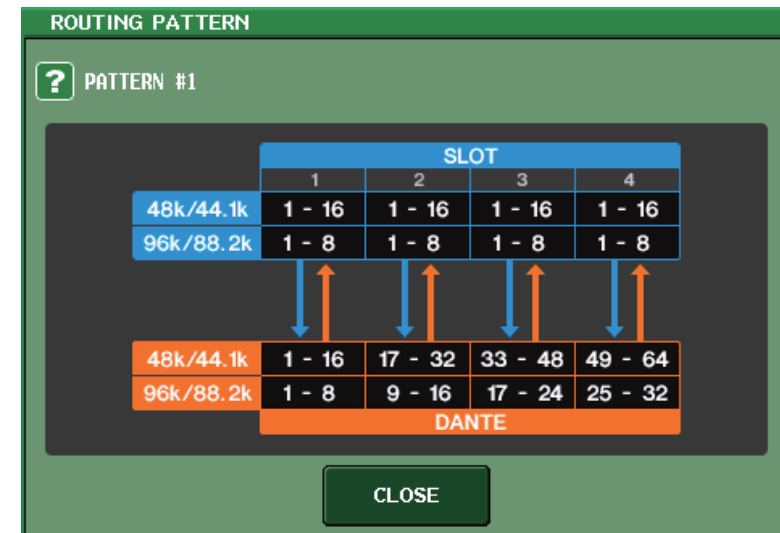 ROUTING PATTERN
? PATTERN #1
SLOT
1 2 3 4
48k/44.1k 1 - 16 1 - 16 1 - 16 1 - 16
96k/88.2k 1 - 8 1 - 8 1 - 8 1 - 8
48k/44.1k 1 - 16 17 - 32 33 - 48 49 - 64
96k/88.2k 1 - 8 9 - 16 17 - 24 25 - 32
DANTE
CLOSE